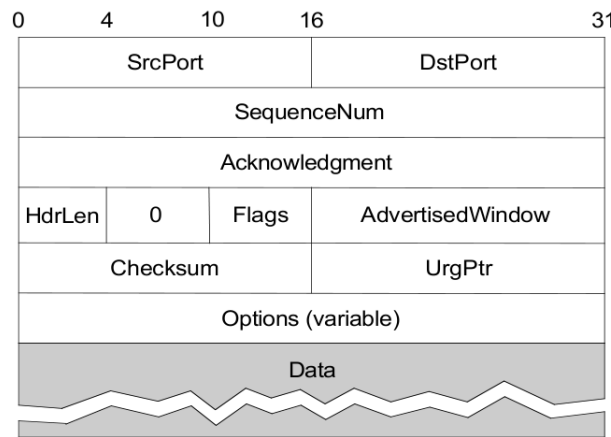 0 4 10 16 31
SrcPort DstPort
SequenceNum
Acknowledgment
HdrLen 0 Flags AdvertisedWindow
Checksum UrgPtr
Options (variable)
Data